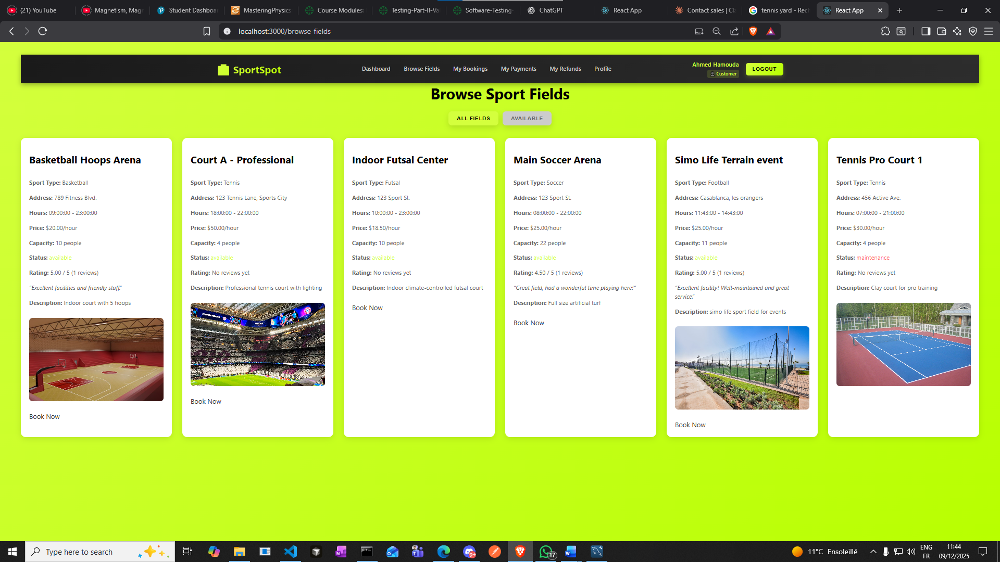 (21) YouTube
Magnetism, Magn
Student Dashboa
MasteringPhysics:
Course Modules:
Testing-Part-II-Val
Software-Testing-
ChatGPT
React App
Contact sales | Cl
tennis yard - Rech
React App
localhost:3000/browse-fields
SportSpot
Dashboard
Browse Fields
My Bookings
My Payments
My Refunds
Profile
Ahmed Hamouda
Customer
LOGOUT
Browse Sport Fields
ALL FIELDS
AVAILABLE
Basketball Hoops Arena
Sport Type: Basketball
Address: 789 Fitness Blvd.
Hours: 09:00:00 - 23:00:00
Price: $20.00/hour
Capacity: 10 people
Status: available
Rating: 5.00 / 5 (1 reviews)
"Excellent facilities and friendly staff."
Description: Indoor court with 5 hoops
Book Now
Court A - Professional
Sport Type: Tennis
Address: 123 Tennis Lane, Sports City
Hours: 18:00:00 - 22:00:00
Price: $50.00/hour
Capacity: 4 people
Status: available
Rating: No reviews yet
Description: Professional tennis court with lighting
Book Now
Indoor Futsal Center
Sport Type: Futsal
Address: 123 Sport St.
Hours: 10:00:00 - 23:00:00
Price: $18.50/hour
Capacity: 10 people
Status: available
Rating: No reviews yet
Description: Indoor climate-controlled futsal court
Book Now
Main Soccer Arena
Sport Type: Soccer
Address: 123 Sport St.
Hours: 08:00:00 - 22:00:00
Price: $25.00/hour
Capacity: 22 people
Status: available
Rating: 4.50 / 5 (1 reviews)
"Great field, had a wonderful time playing here!"
Description: Full size artificial turf
Book Now
Simo Life Terrain event
Sport Type: Football
Address: Casablanca, les orangers
Hours: 11:43:00 - 14:43:00
Price: $25.00/hour
Capacity: 11 people
Status: available
Rating: 5.00 / 5 (1 reviews)
"Excellent facility! Well-maintained and great
service."
Description: simo life sport field for events
Book Now
Tennis Pro Court 1
Sport Type: Tennis
Address: 456 Active Ave.
Hours: 07:00:00 - 21:00:00
Price: $30.00/hour
Capacity: 4 people
Status: maintenance
Rating: No reviews yet
Description: Clay court for pro training
Type here to search
9+
17
11°C Ensoleillé
ENG
FR
11:44
09/12/2025